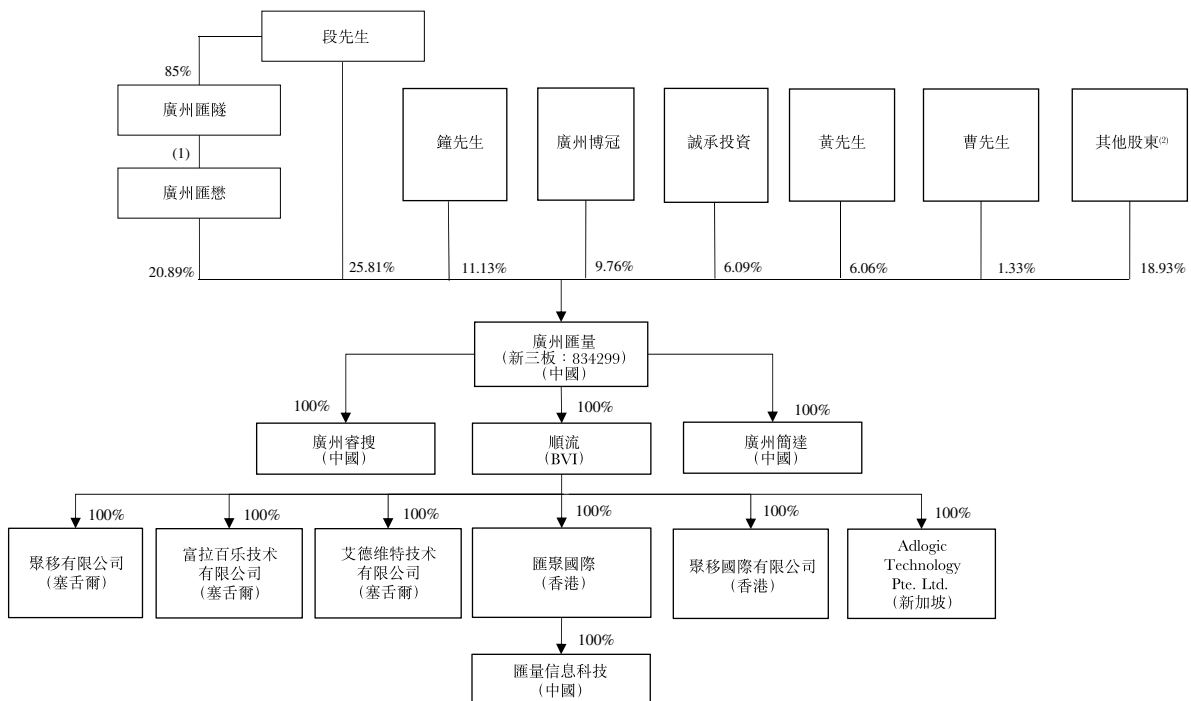 段先生
85%
廣州匯隧
(1)
廣州匯懋
鐘先生
廣州博冠
誠承投資
黃先生
曹先生
其他股東(2)
20.89%
25.81%
11.13%
9.76%
6.09%
6.06%
1.33%
18.93%
廣州匯量
(新三板：834299)
(中國)
100%
100%
100%
廣州睿搜
(中國)
順流
(BVI)
廣州簡達
(中國)
100%
100%
100%
100%
100%
100%
聚移有限公司
(塞舌爾)
富拉百乐技术
有限公司
(塞舌爾)
艾德维特技术
有限公司
(塞舌爾)
匯聚國際
(香港)
聚移國際有限公司
(香港)
Adlogic
Technology
Pte. Ltd.
(新加坡)
100%
匯量信息科技
(中國)